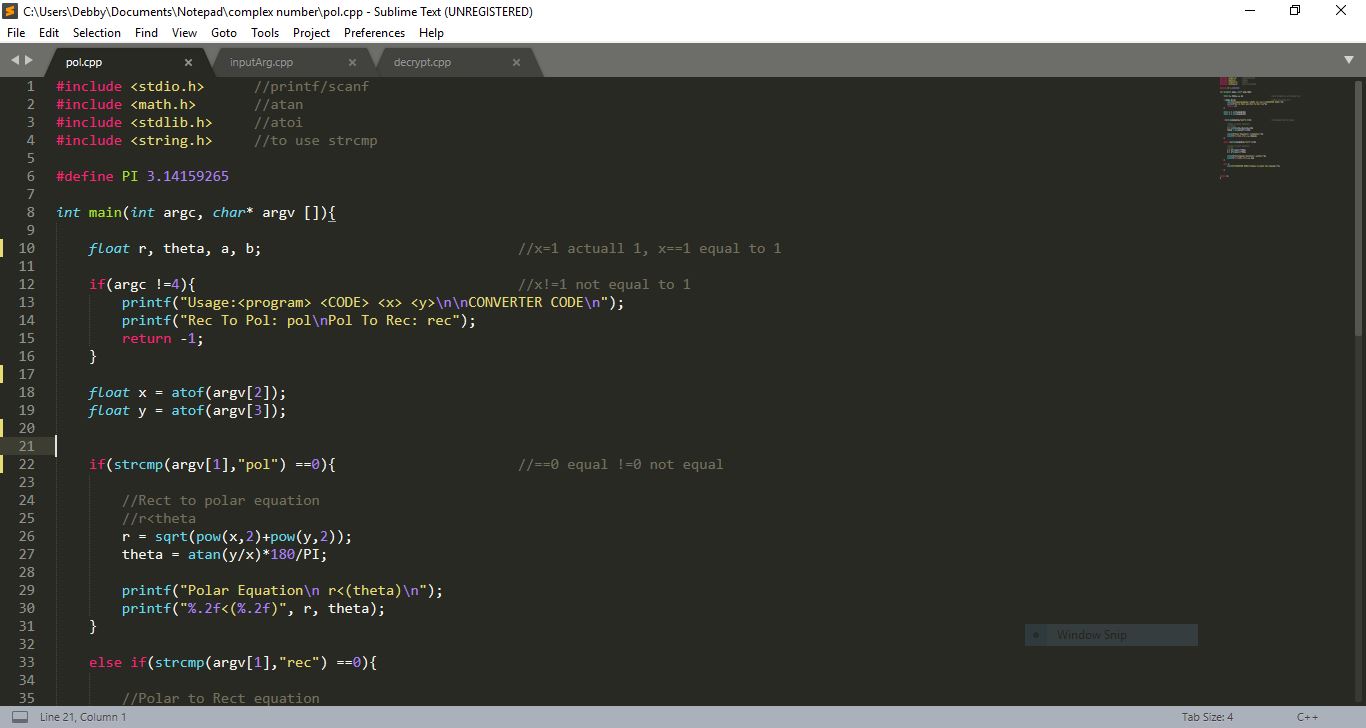 C:\Users\Debby\Documents\Notepad\complex number\pol.cpp - Sublime Text (UNREGISTERED)
File Edit Selection Find View Goto Tools Project Preferences Help
pol.cpp inputArg.cpp decrypt.cpp
1 #include <stdio.h> //printf/scanf
2 #include <math.h> //atan
3 #include <stdlib.h> //atoi
4 #include <string.h> //to use strcmp
5
6 #define PI 3.14159265
7
8 int main(int argc, char* argv []){
9
10 float r, theta, a, b; //x=1 actuall 1, x==1 equal to 1
11
12 if(argc !=4){ //x!=1 not equal to 1
13 printf("Usage:<program> <CODE> <x> <y>\n\nCONVERTER CODE\n");
14 printf("Rec To Pol: pol\nPol To Rec: rec");
15 return -1;
16 }
17
18 float x = atof(argv[2]);
19 float y = atof(argv[3]);
20
21
22 if(strcmp(argv[1],"pol") ==0){ //==0 equal !=0 not equal
23
24 //Rect to polar equation
25 //r<theta
26 r = sqrt(pow(x,2)+pow(y,2));
27 theta = atan(y/x)*180/PI;
28
29 printf("Polar Equation\n r<(theta)\n");
30 printf("%.2f<(%.2f)", r, theta);
31 }
32
33 else if(strcmp(argv[1],"rec") ==0){
34
35 //Polar to Rect equation
Window Snip
Line 21, Column 1 Tab Size: 4 C++